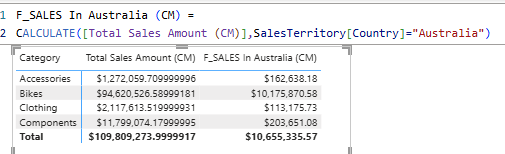 1 F_SALES In Australia (CM) =
2 CALCULATE([Total Sales Amount (CM)],SalesTerritory[Country]="Australia")
Category Total Sales Amount (CM) F_SALES In Australia (CM)
Accessories $1,272,059.709999996 $162,638.18
Bikes $94,620,526.58999181 $10,175,870.58
Clothing $2,117,613.519999931 $113,175.73
Components $11,799,074.17999995 $203,651.08
Total $109,809,273.9999917 $10,655,335.57